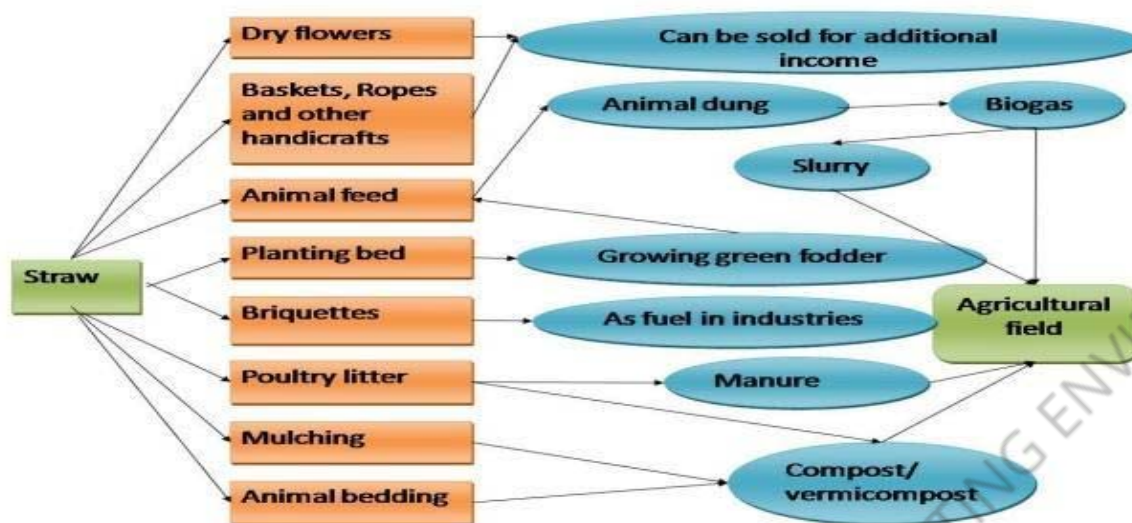 Dry flowers
Can be sold for additional
income
Baskets, Ropes
and other
handicrafts
Animal dung
Biogas
Slurry
Animal feed
Straw
Planting bed
Growing green fodder
Briquettes
As fuel in industries
Agricultural
field
Poultry litter
Manure
Mulching
Compost/
vermicompost
Animal bedding